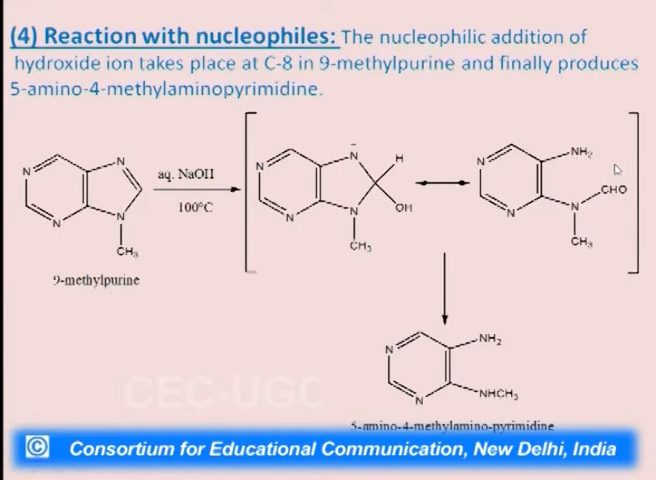 (4) Reaction with nucleophiles: The nucleophilic addition of
hydroxide ion takes place at C-8 in 9-methylpurine and finally produces
5-amino-4-methylaminopyrimidine.
N
N
N
N
CH₃
9-methylpurine
aq. NaOH
100°C
N
N
N
N
H
OH
CH₃
N
N
NH₂
N
CHO
CH₃
N
N
NH₂
NHCH₃
5-amino-4-methylamino-pyrimidine
CEC-UGC
© Consortium for Educational Communication, New Delhi, India